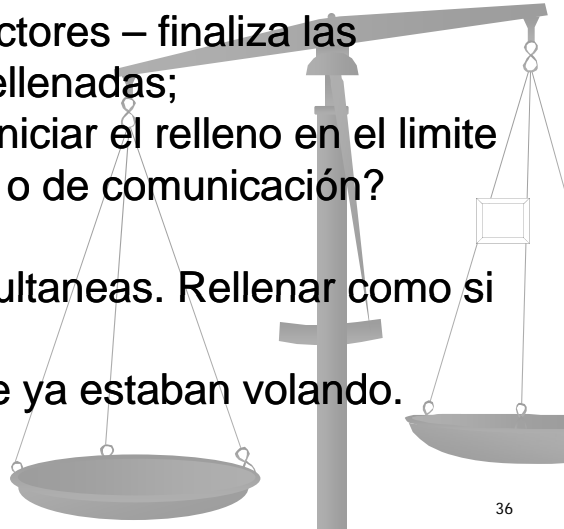 ctores – finaliza las
ellenadas;
niciar el relleno en el limite
o de comunicación?
ultaneas. Rellenar como si
e ya estaban volando.
36